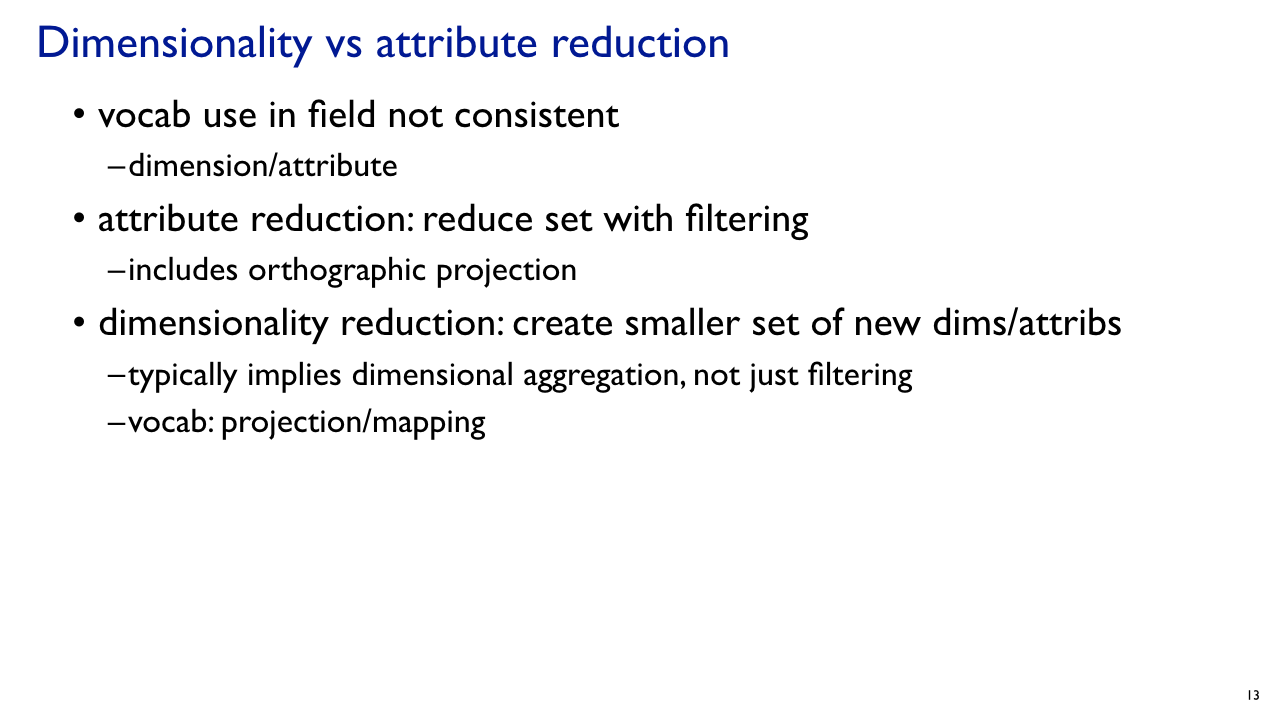 Dimensionality vs attribute reduction
• vocab use in field not consistent
–dimension/attribute
• attribute reduction: reduce set with filtering
–includes orthographic projection
• dimensionality reduction: create smaller set of new dims/attribs
–typically implies dimensional aggregation, not just filtering
–vocab: projection/mapping
13